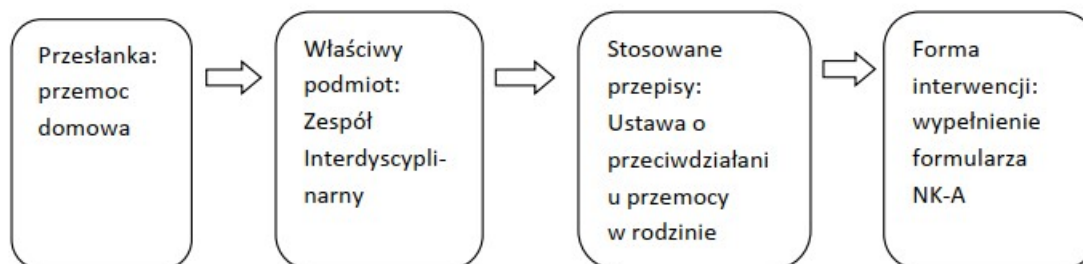 Przesłanka:
przemoc
domowa
Właściwy
podmiot:
Zespół
Interdyscypli-
narny
Stosowane
przepisy:
Ustawa o
przeciwdziałani
u przemocy
w rodzinie
Forma
interwencji:
wypełnienie
formularza
NK-A